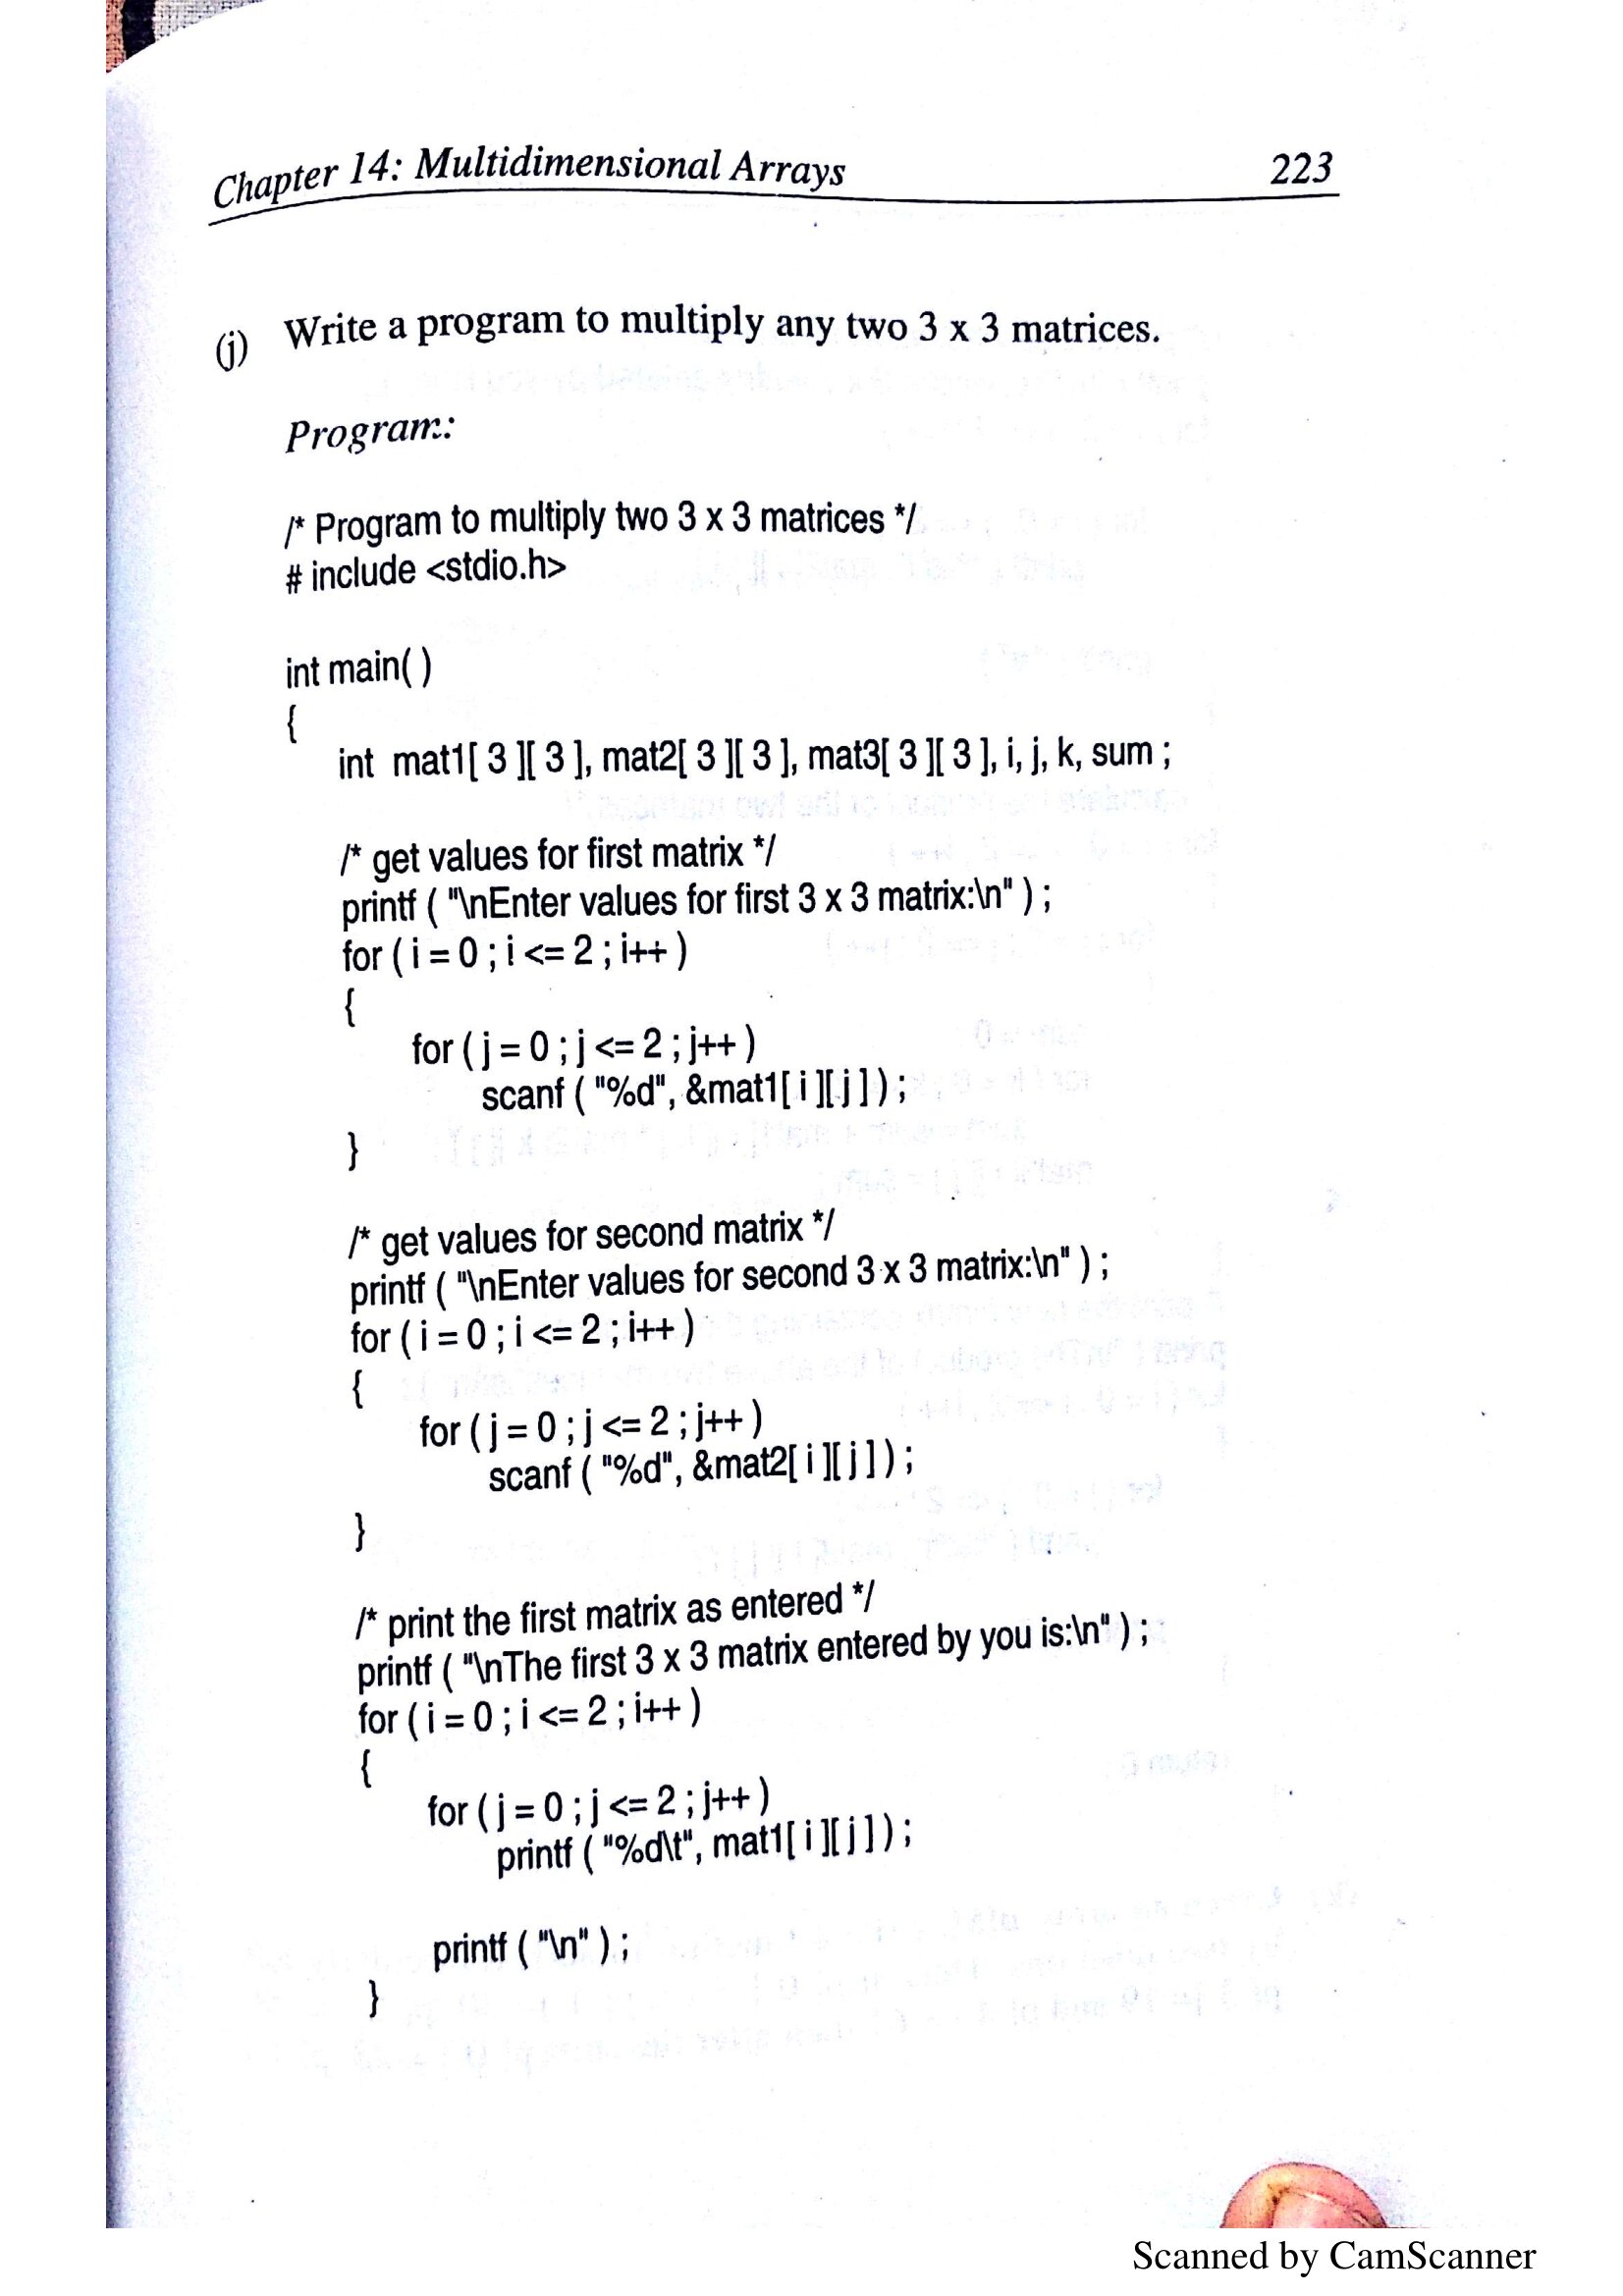 Chapter 14: Multidimensional Arrays 223
(j) Write a program to multiply any two 3 x 3 matrices.
Program:
/* Program to multiply two 3 x 3 matrices */
# include <stdio.h>
int main( )
{
int mat1[ 3 ][ 3 ], mat2[ 3 ][ 3 ], mat3[ 3 ][ 3 ], i, j, k, sum ;
/* get values for first matrix */
printf ( "\nEnter values for first 3 x 3 matrix:\n" ) ;
for ( i = 0 ; i <= 2 ; i++ )
{
for ( j = 0 ; j <= 2 ; j++ )
scanf ( "%d", &mat1[ i ][ j ] ) ;
}
/* get values for second matrix */
printf ( "\nEnter values for second 3 x 3 matrix:\n" ) ;
for ( i = 0 ; i <= 2 ; i++ )
{
for ( j = 0 ; j <= 2 ; j++ )
scanf ( "%d", &mat2[ i ][ j ] ) ;
}
/* print the first matrix as entered */
printf ( "\nThe first 3 x 3 matrix entered by you is:\n" ) ;
for ( i = 0 ; i <= 2 ; i++ )
{
for ( j = 0 ; j <= 2 ; j++ )
printf ( "%d\t", mat1[ i ][ j ] ) ;
printf ( "\n" ) ;
}
Scanned by CamScanner